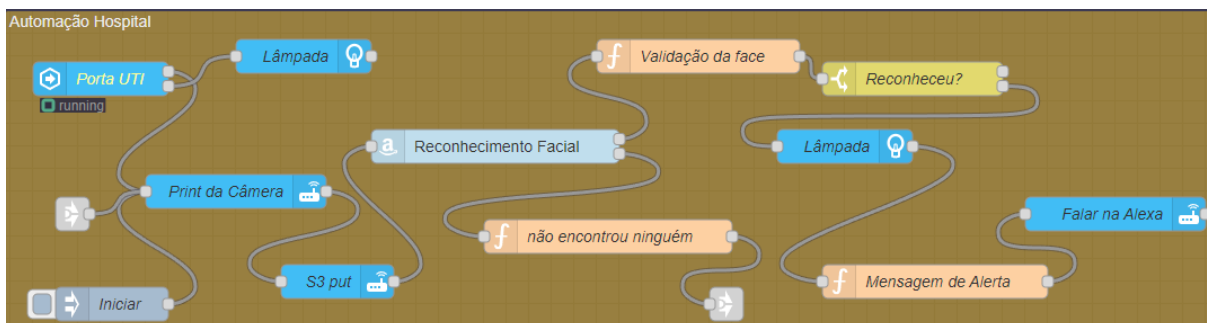 Automação Hospital
Lâmpada
Validação da face
Porta UTI
Reconheceu?
running
a Reconhecimento Facial
Lâmpada
Print da Câmera
Falar na Alexa
não encontrou ninguém
S3 put
Mensagem de Alerta
Iniciar